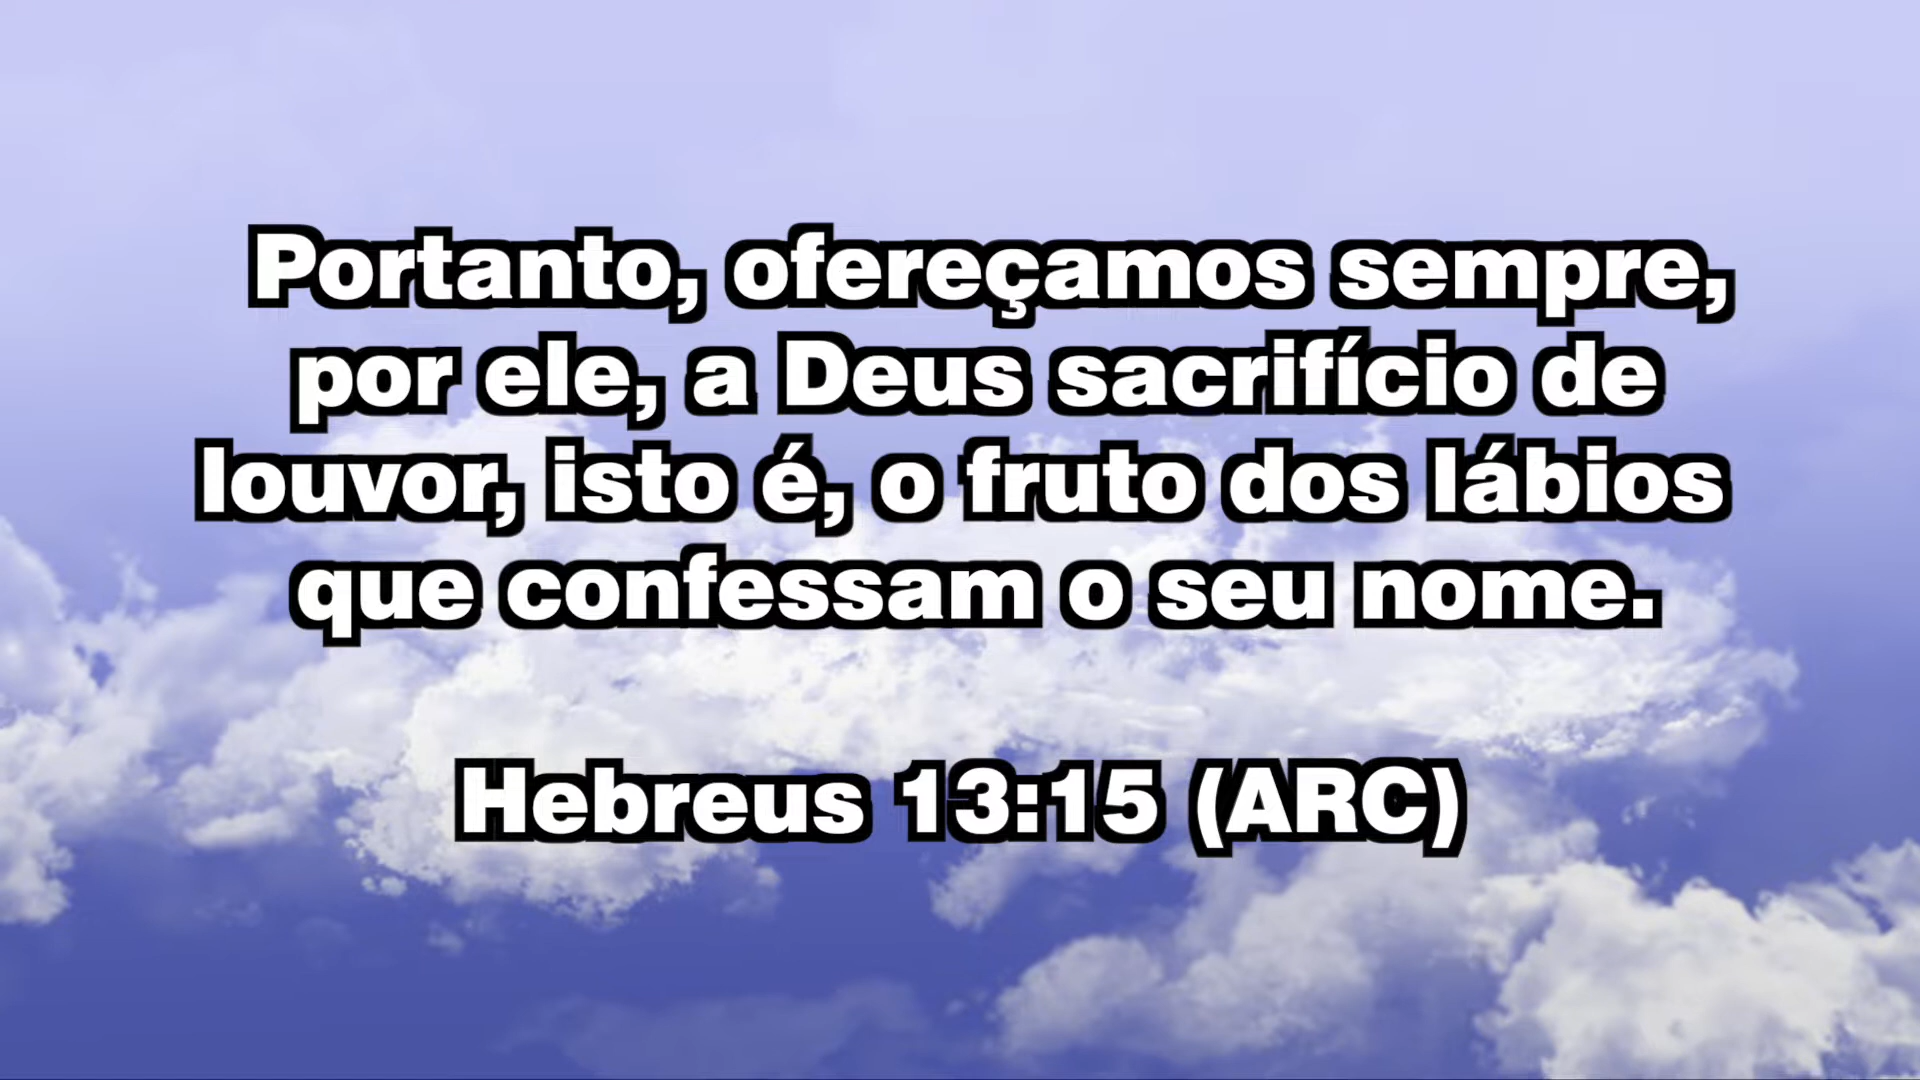 Portanto, ofereçamos sempre,
por ele, a Deus sacrifício de
louvor, isto é, o fruto dos lábios
que confessam o seu nome.
Hebreus 13:15 (ARC)